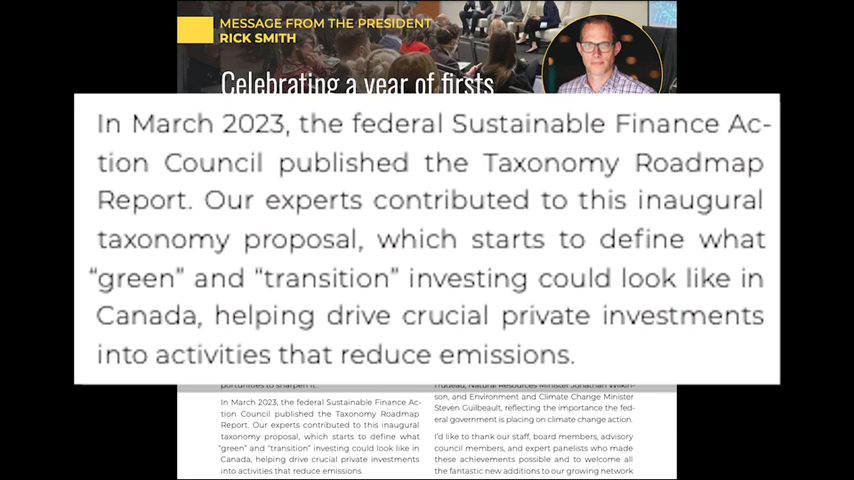 MESSAGE FROM THE PRESIDENT
RICK SMITH
Celebrating a year of firsts
In March 2023, the federal Sustainable Finance Ac-
tion Council published the Taxonomy Roadmap
Report. Our experts contributed to this inaugural
taxonomy proposal, which starts to define what
“green” and “transition” investing could look like in
Canada, helping drive crucial private investments
into activities that reduce emissions.
portunities to sharpen it.
In March 2023, the federal Sustainable Finance Ac-
tion Council published the Taxonomy Roadmap
Report. Our experts contributed to this inaugural
taxonomy proposal, which starts to define what
“green” and “transition” investing could look like in
Canada, helping drive crucial private investments
into activities that reduce emissions.
Trudeau, Natural Resources Minister Jonathan Wilkin-
son, and Environment and Climate Change Minister
Steven Guilbeault, reflecting the importance the fed-
eral government is placing on climate change action.
I’d like to thank our staff, board members, advisory
council members, and expert panelists who made
these achievements possible and to welcome all
the fantastic new additions to our growing network